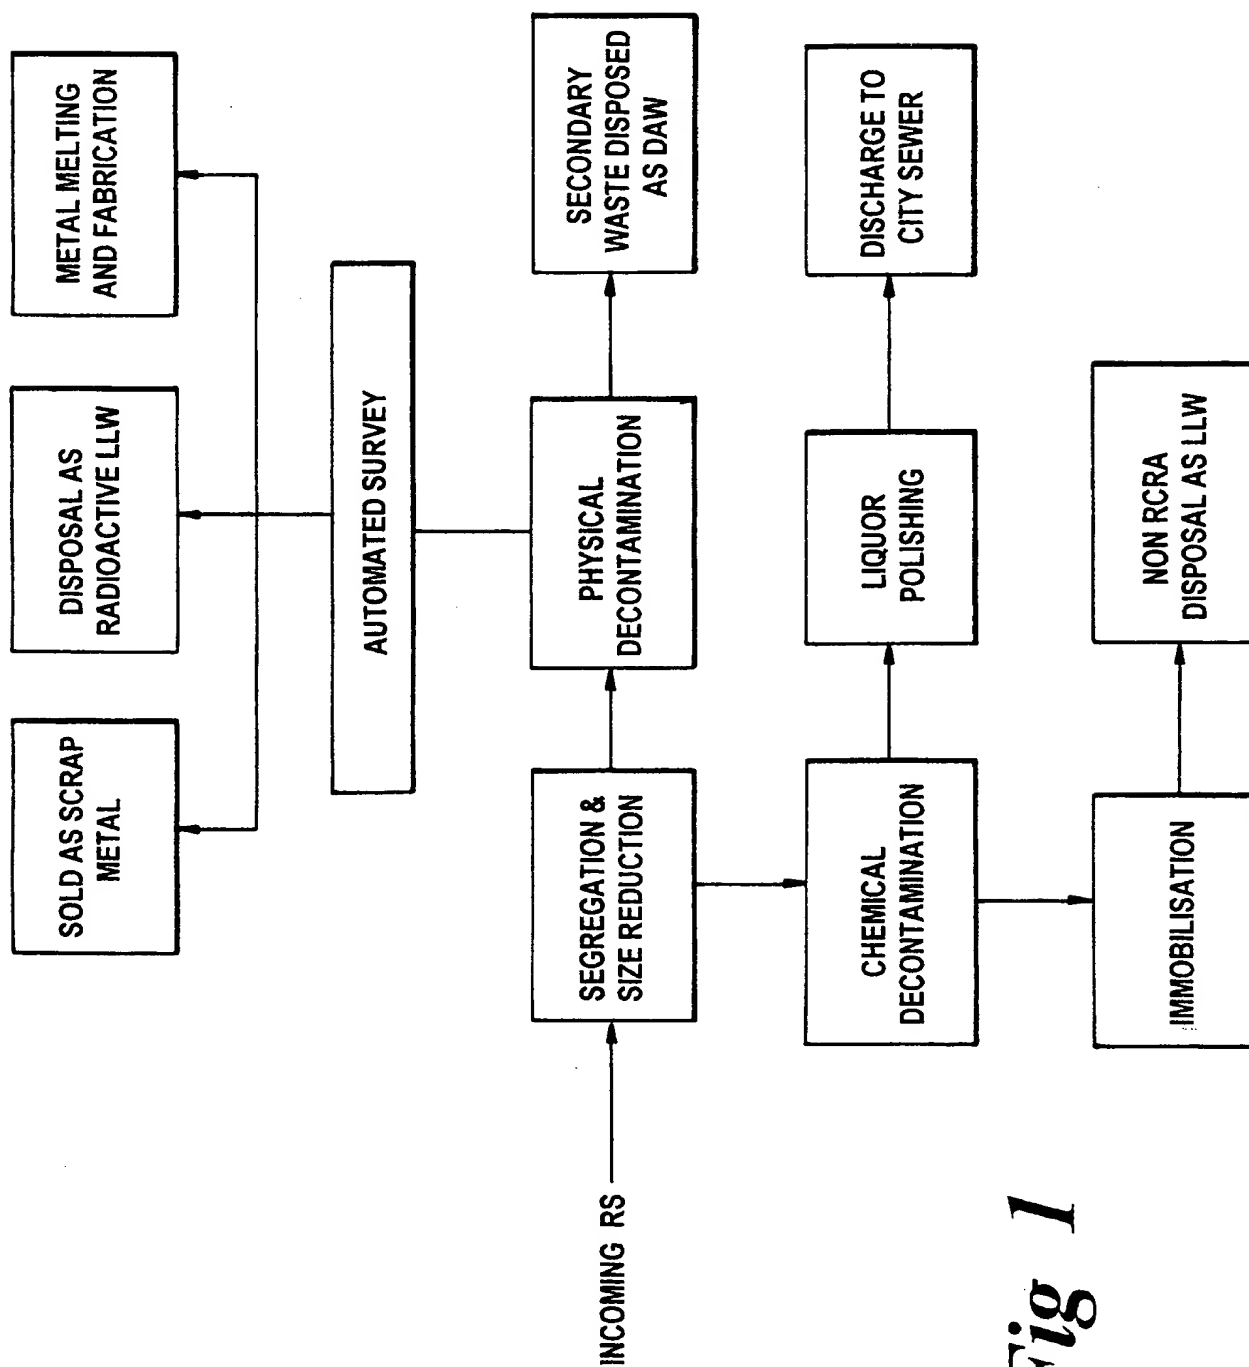 SOLD AS SCRAP
METAL
DISPOSAL AS
RADIOACTIVE LLW
METAL MELTING
AND FABRICATION
AUTOMATED SURVEY
INCOMING RS
SEGREGATION &
SIZE REDUCTION
PHYSICAL
DECONTAMINATION
SECONDARY
WASTE DISPOSED
AS DAW
CHEMICAL
DECONTAMINATION
LIQUOR
POLISHING
DISCHARGE TO
CITY SEWER
IMMOBILISATION
NON RCRA
DISPOSAL AS LLW
Fig 1